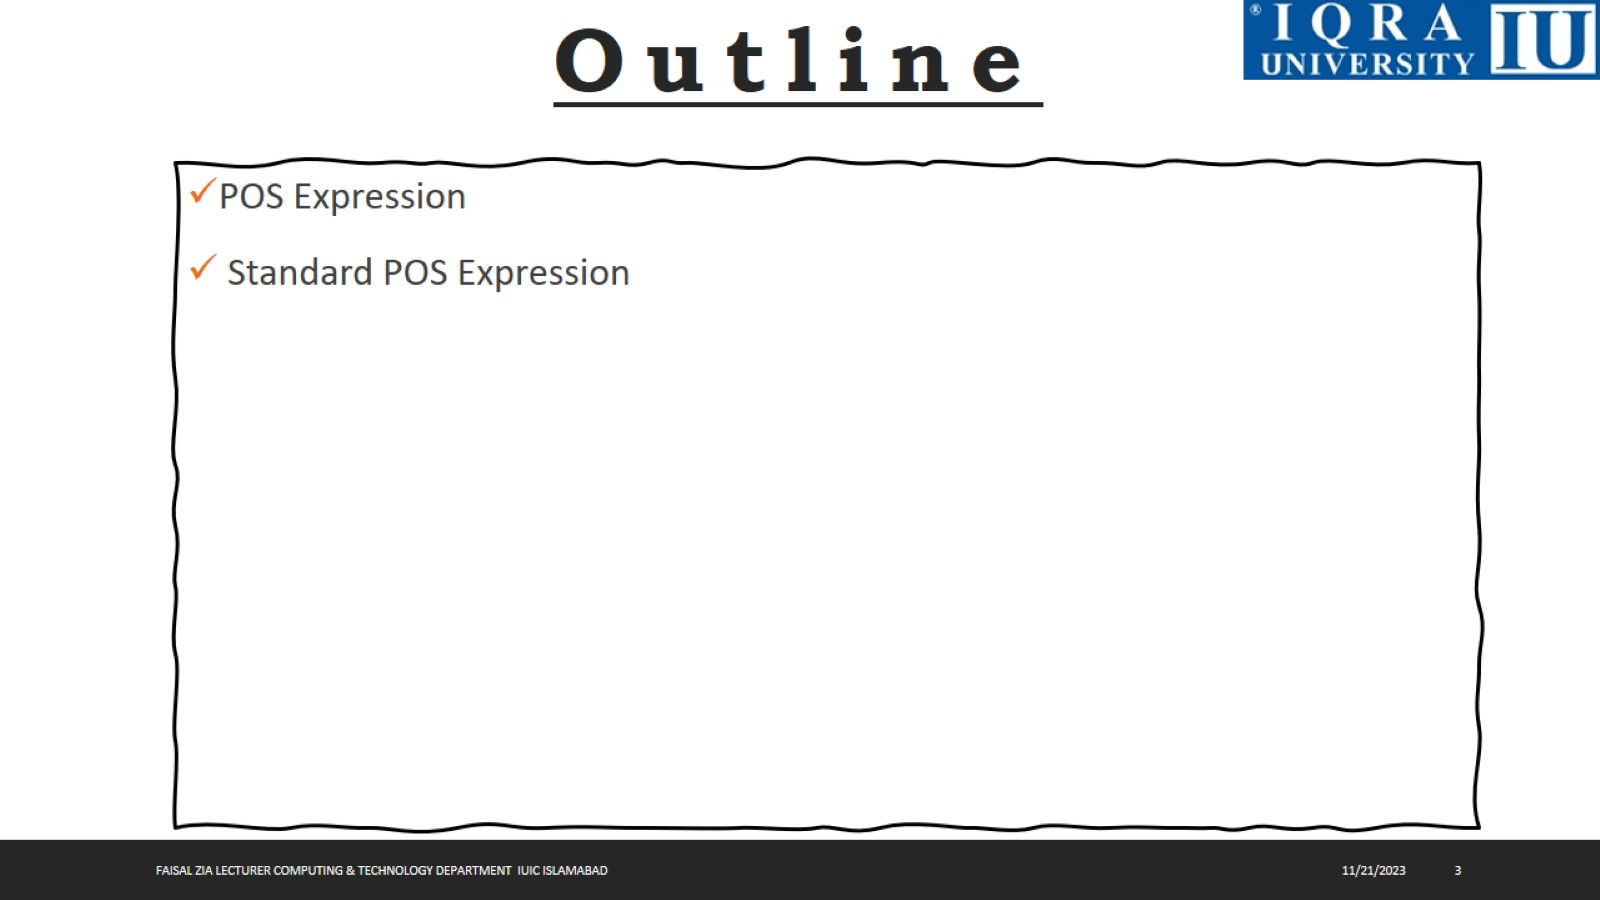 Outline
® IQRA
UNIVERSITY IU
✓POS Expression
✓ Standard POS Expression
FAISAL ZIA LECTURER COMPUTING & TECHNOLOGY DEPARTMENT IUIC ISLAMABAD 11/21/2023 3